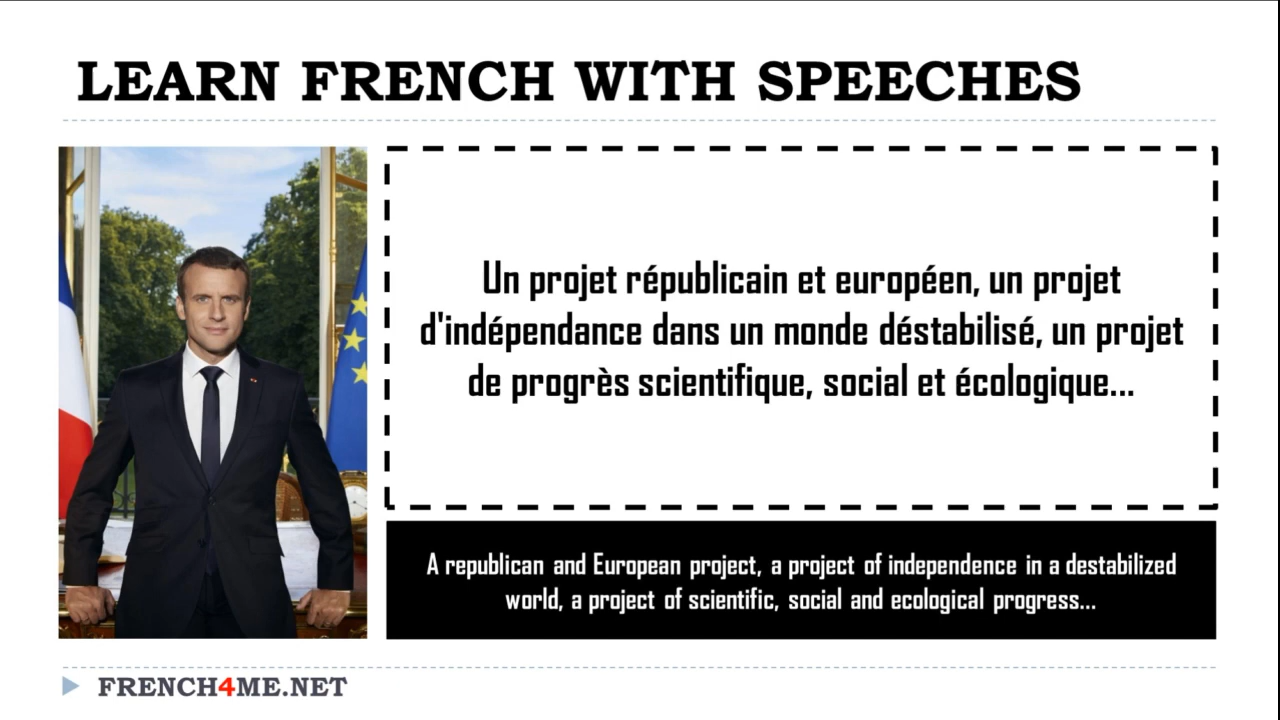 LEARN FRENCH WITH SPEECHES
Un projet républicain et européen, un projet
d'indépendance dans un monde déstabilisé, un projet
de progrès scientifique, social et écologique...
A republican and European project, a project of independence in a destabilized
world, a project of scientific, social and ecological progress...
FRENCH4ME.NET